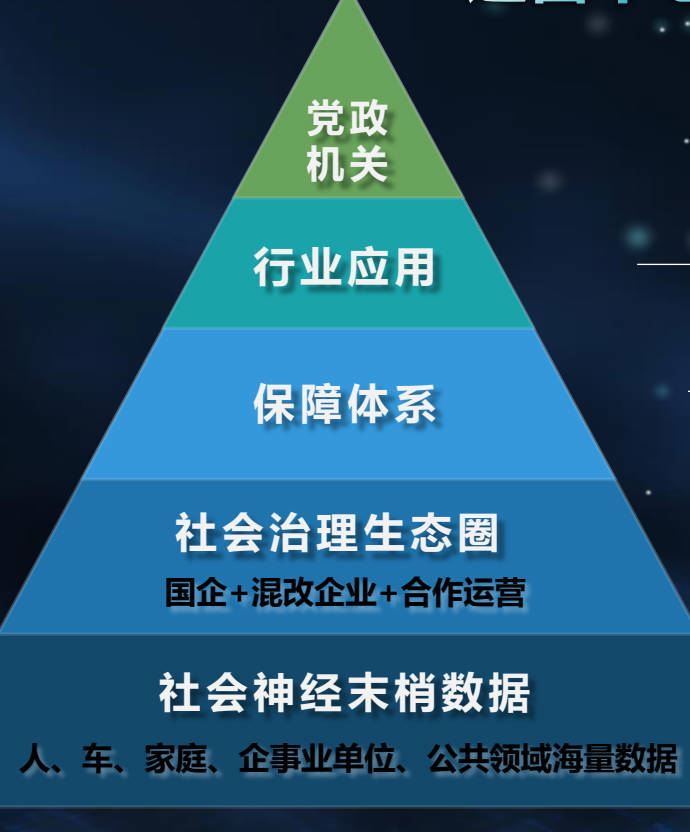 党政
机关
行业应用
保障体系
社会治理生态圈
国企+混改企业+合作运营
社会神经末梢数据
人、车、家庭、企事业单位、公共领域海量数据